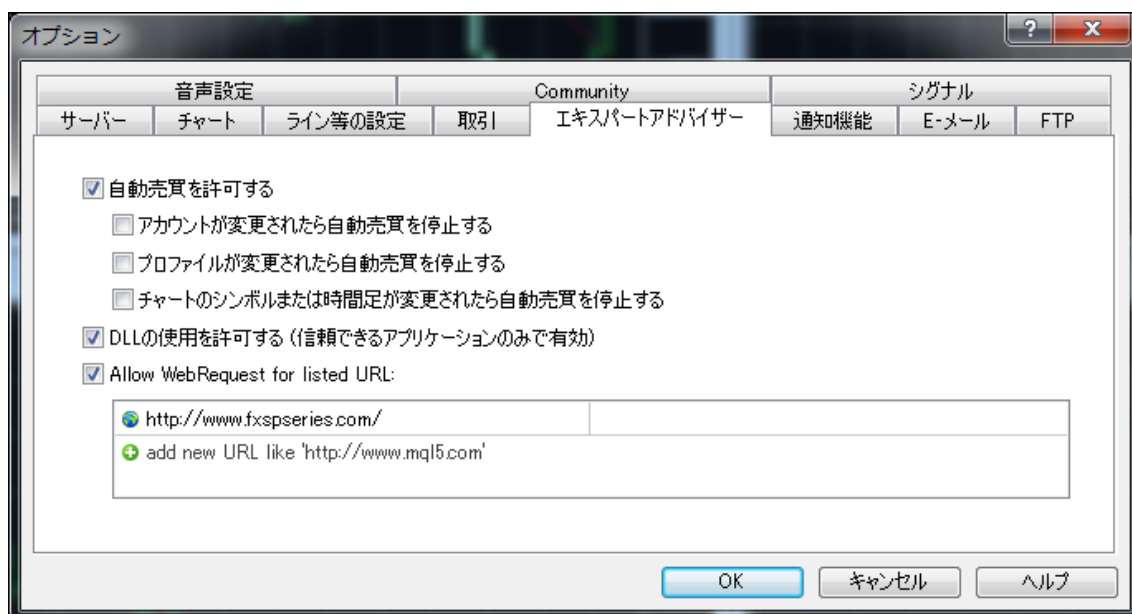 オプション
音声設定 Community シグナル
サーバー チャート ライン等の設定 取引 エキスパートアドバイザー 通知機能 E-メール FTP
自動売買を許可する
アカウントが変更されたら自動売買を停止する
プロファイルが変更されたら自動売買を停止する
チャートのシンボルまたは時間足が変更されたら自動売買を停止する
DLLの使用を許可する (信頼できるアプリケーションのみで有効)
Allow WebRequest for listed URL:
http://www.fxspseries.com/
add new URL like 'http://www.mql5.com'
OK キャンセル ヘルプ